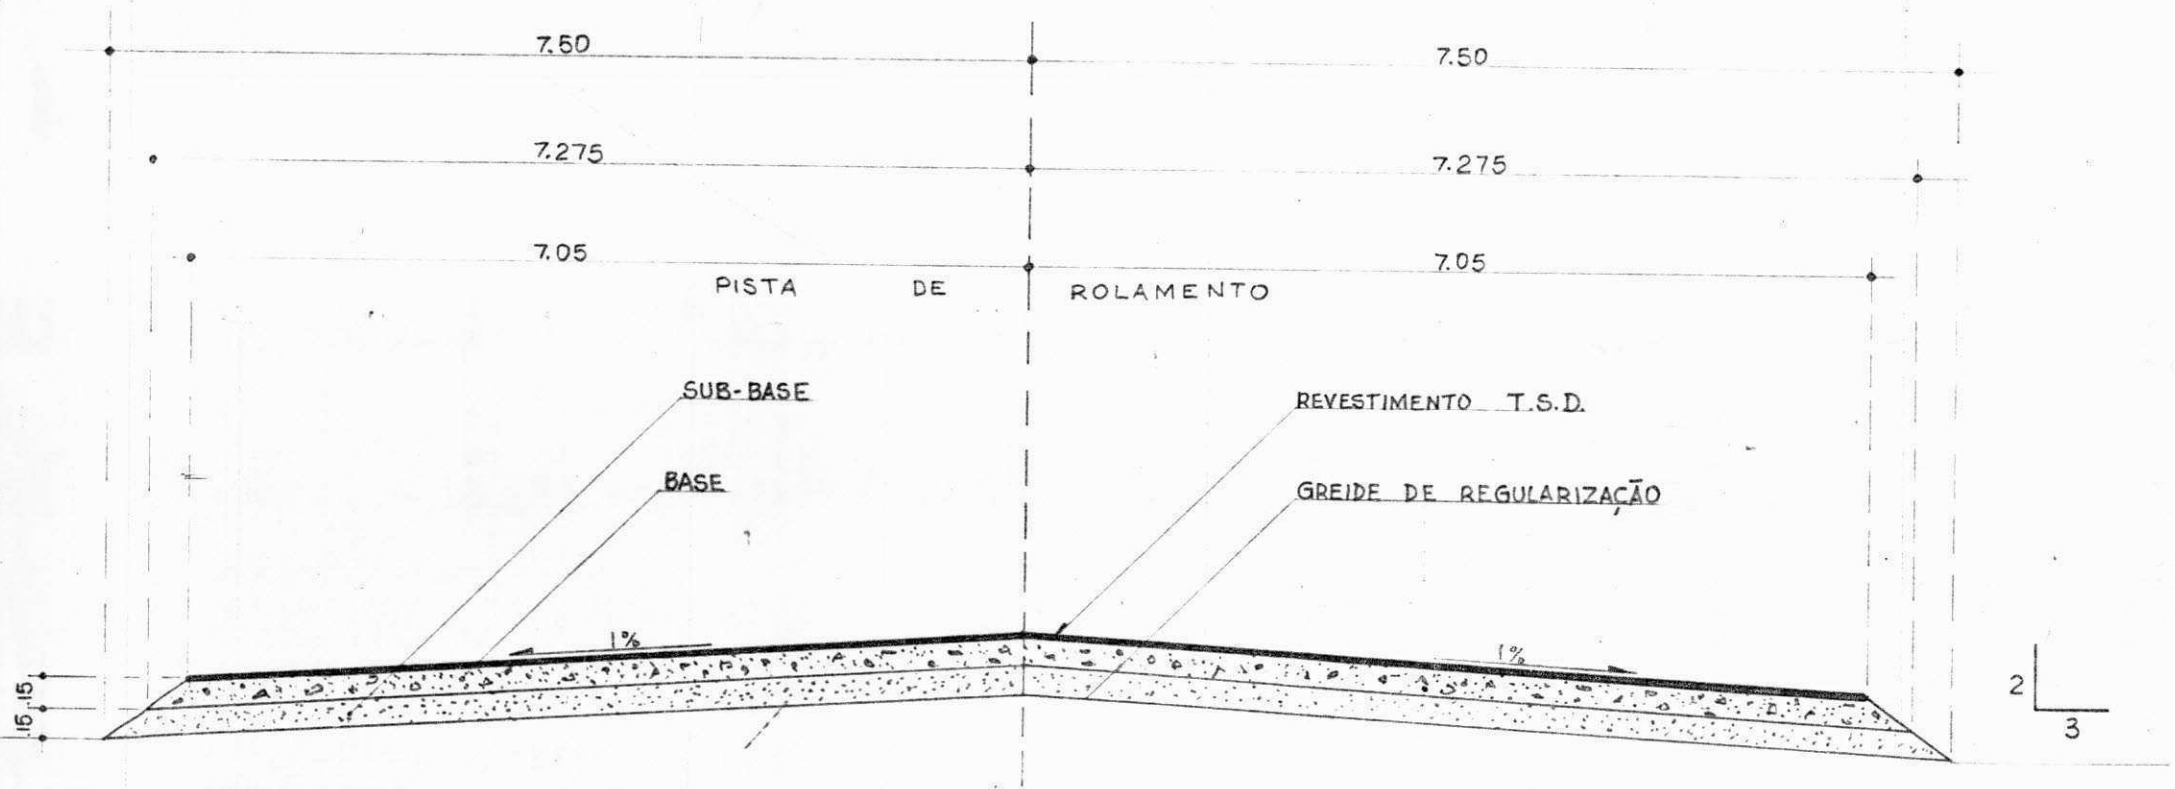 7.50 7.50
7.275 7.275
7.05 7.05
PISTA DE ROLAMENTO
SUB-BASE REVESTIMENTO T.S.D.
BASE GREIDE DE REGULARIZAÇÃO
1% 1%
.15
.15
2
3